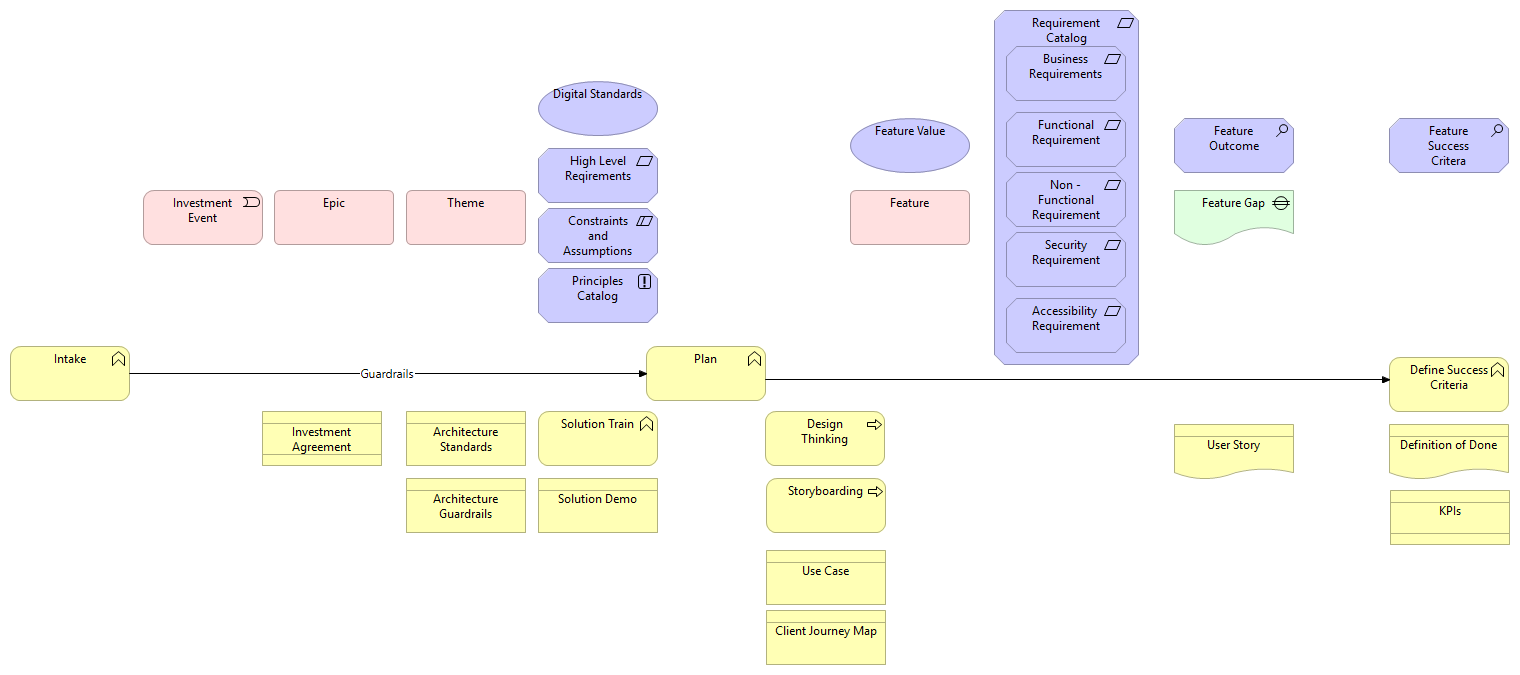 Requirement
Catalog
Business
Requirements
Functional
Requirement
Non -
Functional
Requirement
Security
Requirement
Accessibility
Requirement
Digital Standards
High Level
Reqirements
Constraints
and
Assumptions
Principles
Catalog
Feature Value
Feature
Outcome
Feature
Success
Critera
Investment
Event
Epic
Theme
Feature
Feature Gap
Intake
Guardrails
Plan
Define Success
Criteria
Investment
Agreement
Architecture
Standards
Solution Train
Design
Thinking
User Story
Definition of Done
Architecture
Guardrails
Solution Demo
Storyboarding
KPIs
Use Case
Client Journey Map